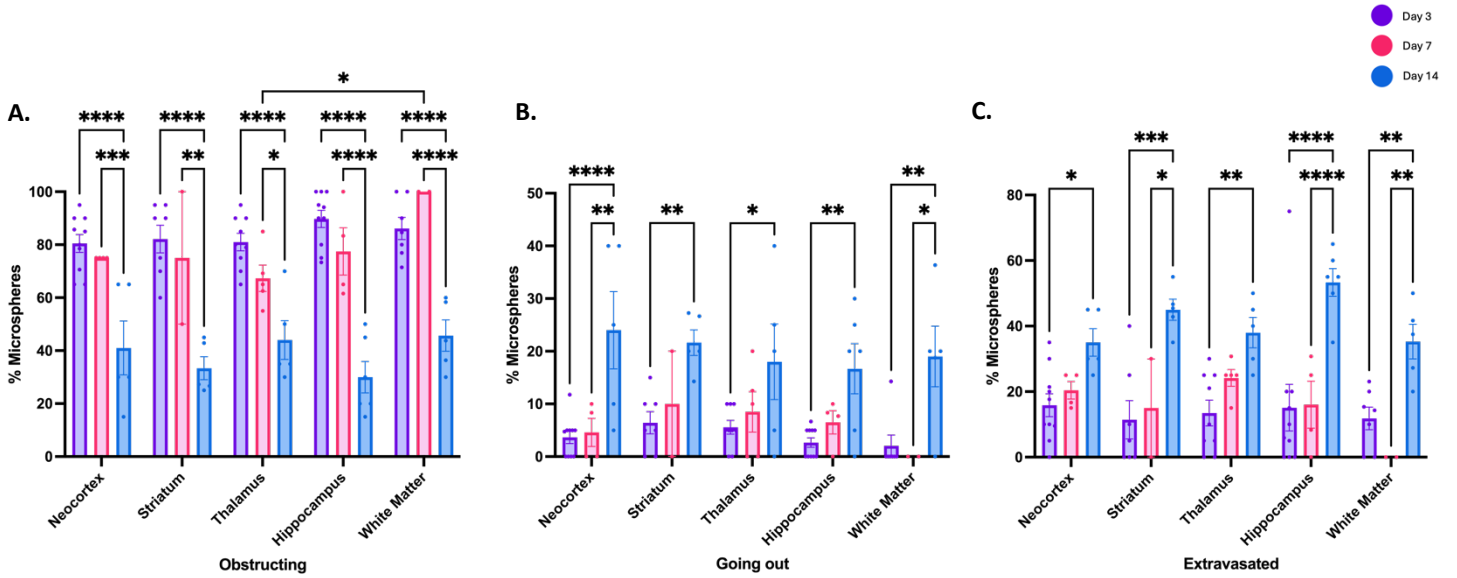 Day 3
Day 7
Day 14
A.
*
**** **** **** **** ****
*** ** * **** ****
% Microspheres
100
80
60
40
20
0
Neocortex
Striatum
Thalamus
Hippocampus
White Matter
Obstructing
B.
**** **
** ** * ** *
% Microspheres
50
40
30
20
10
0
Neocortex
Striatum
Thalamus
Hippocampus
White Matter
Going out
C.
*** **** **
* * ** **** **
% Microspheres
80
60
40
20
0
Neocortex
Striatum
Thalamus
Hippocampus
White Matter
Extravasated